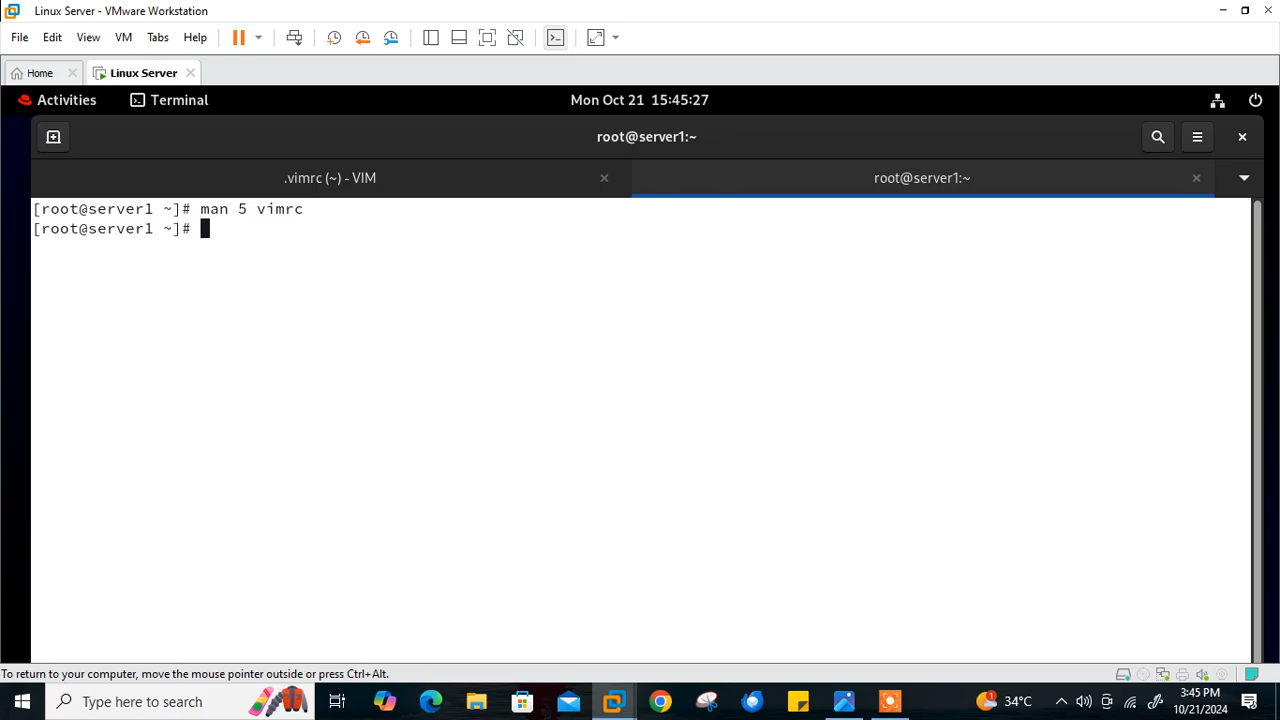 Linux Server - VMware Workstation
File Edit View VM Tabs Help
Home Linux Server
Activities Terminal Mon Oct 21 15:45:27
root@server1:~
.vimrc (~) - VIM root@server1:~
[root@server1 ~]# man 5 vimrc
[root@server1 ~]#
To return to your computer, move the mouse pointer outside or press Ctrl+Alt.
Type here to search 1 34°C 3:45 PM
10/21/2024